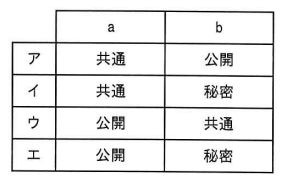 a b
ア 共通 公開
イ 共通 秘密
ウ 公開 共通
エ 公開 秘密